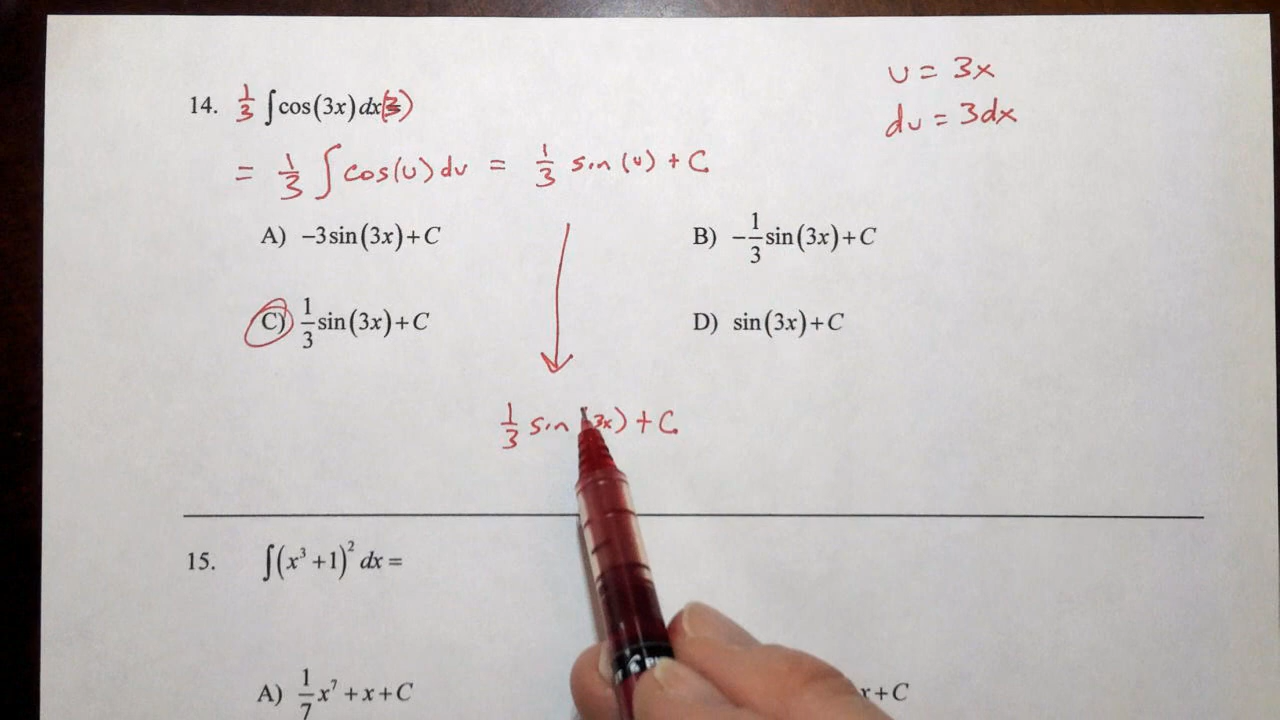 u = 3x
du = 3dx
14. 1/3 ∫cos(3x)dx(3)
= 1/3 ∫cos(u)du = 1/3 sin(u) + C
A) −3sin(3x)+C
B) −1/3 sin(3x)+C
C) 1/3 sin(3x)+C
D) sin(3x)+C
1/3 sin(3x) + C
15. ∫(x³+1)² dx =
A) 1/7 x⁷ + x + C
x + C